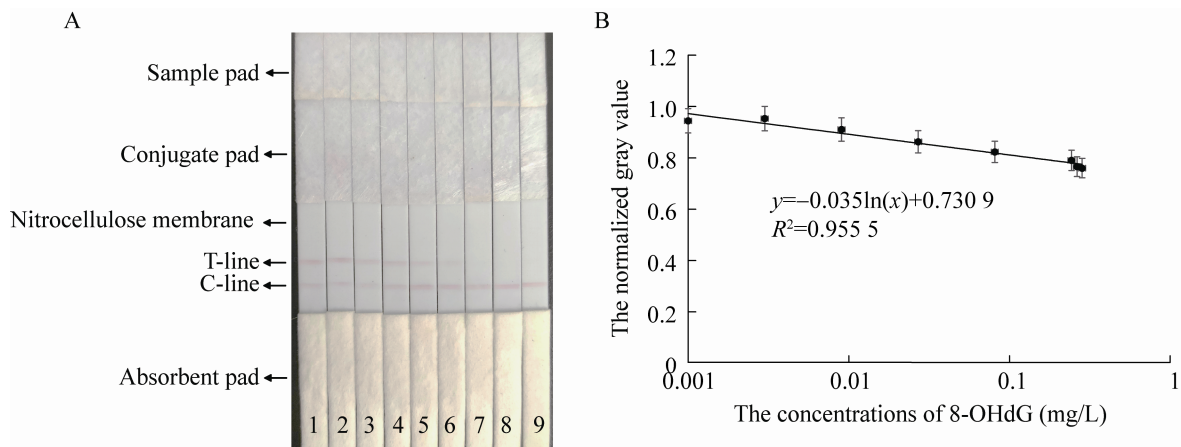 A
Sample pad
Conjugate pad
Nitrocellulose membrane
T-line
C-line
Absorbent pad
1 2 3 4 5 6 7 8 9
B
The normalized gray value
1.2
1.0
0.8
0.6
0.4
0.2
0
y=–0.035ln(x)+0.730 9
R²=0.955 5
0.001 0.01 0.1 1
The concentrations of 8-OHdG (mg/L)